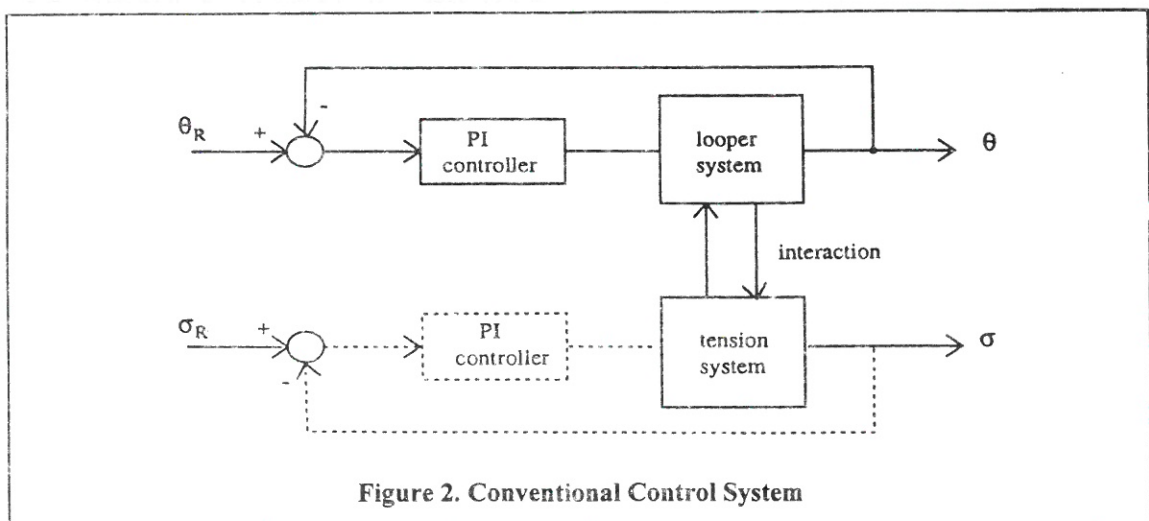 -
θR
+
PI
controller
looper
system
θ
interaction
σR
+
PI
controller
tension
system
σ
-
Figure 2. Conventional Control System